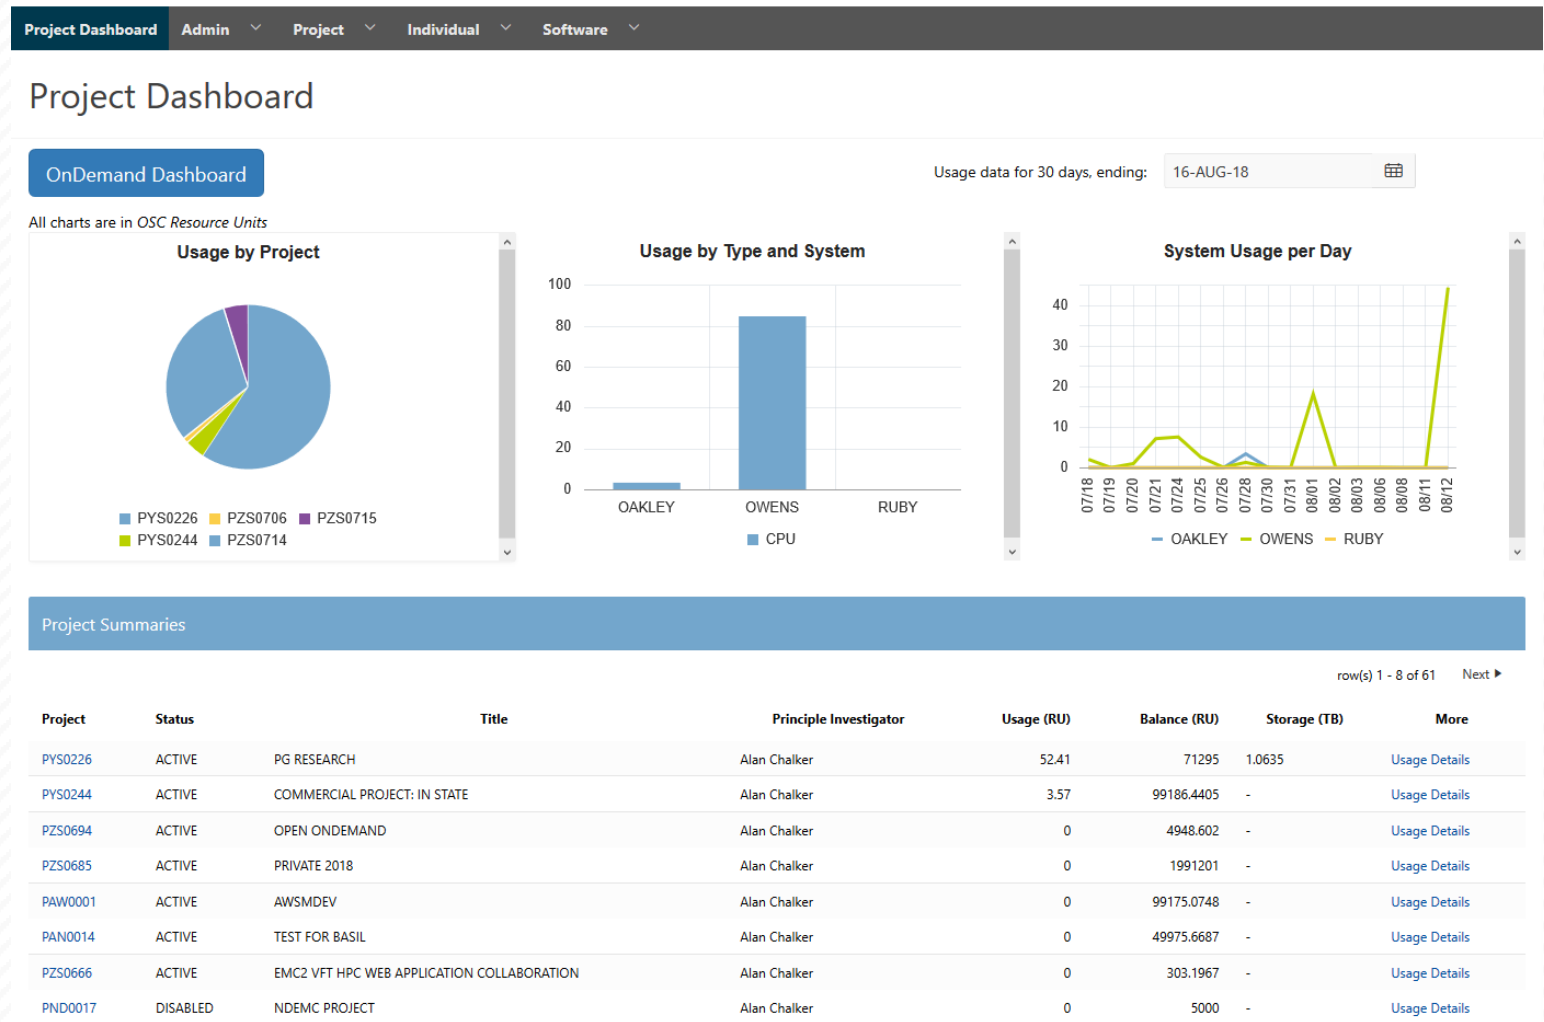 Project Dashboard Admin Project Individual Software
Project Dashboard
OnDemand Dashboard
Usage data for 30 days, ending: 16-AUG-18
All charts are in OSC Resource Units
Usage by Project
PYS0226 PZS0706 PZS0715
PYS0244 PZS0714
Usage by Type and System
100
80
60
40
20
0
OAKLEY OWENS RUBY
CPU
System Usage per Day
40
30
20
10
0
07/18 07/19 07/20 07/21 07/24 07/25 07/26 07/28 07/30 07/31 08/01 08/02 08/03 08/06 08/08 08/11 08/12
OAKLEY OWENS RUBY
Project Summaries
row(s) 1 - 8 of 61 Next
Project Status Title Principle Investigator Usage (RU) Balance (RU) Storage (TB) More
PYS0226 ACTIVE PG RESEARCH Alan Chalker 52.41 71295 1.0635 Usage Details
PYS0244 ACTIVE COMMERCIAL PROJECT: IN STATE Alan Chalker 3.57 99186.4405 - Usage Details
PZS0694 ACTIVE OPEN ONDEMAND Alan Chalker 0 4948.602 - Usage Details
PZS0685 ACTIVE PRIVATE 2018 Alan Chalker 0 1991201 - Usage Details
PAW0001 ACTIVE AWSMDEV Alan Chalker 0 99175.0748 - Usage Details
PAN0014 ACTIVE TEST FOR BASIL Alan Chalker 0 49975.6687 - Usage Details
PZS0666 ACTIVE EMC2 VFT HPC WEB APPLICATION COLLABORATION Alan Chalker 0 303.1967 - Usage Details
PND0017 DISABLED NDEMC PROJECT Alan Chalker 0 5000 - Usage Details